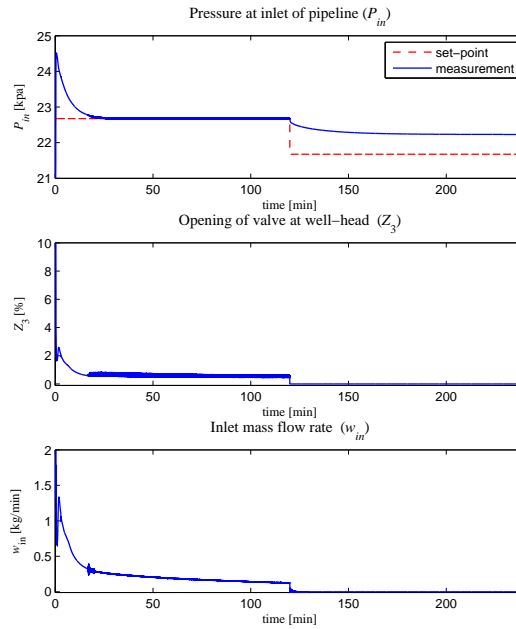 Pressure at inlet of pipeline (P_in)
25
24
23
22
21
P_in [kpa]
set-point
measurement
0 50 100 150 200
time [min]
Opening of valve at well-head (Z_3)
10
8
6
4
2
0
Z_3 [%]
0 50 100 150 200
time [min]
Inlet mass flow rate (w_in)
2
1.5
1
0.5
0
w_in [kg/min]
0 50 100 150 200
time [min]